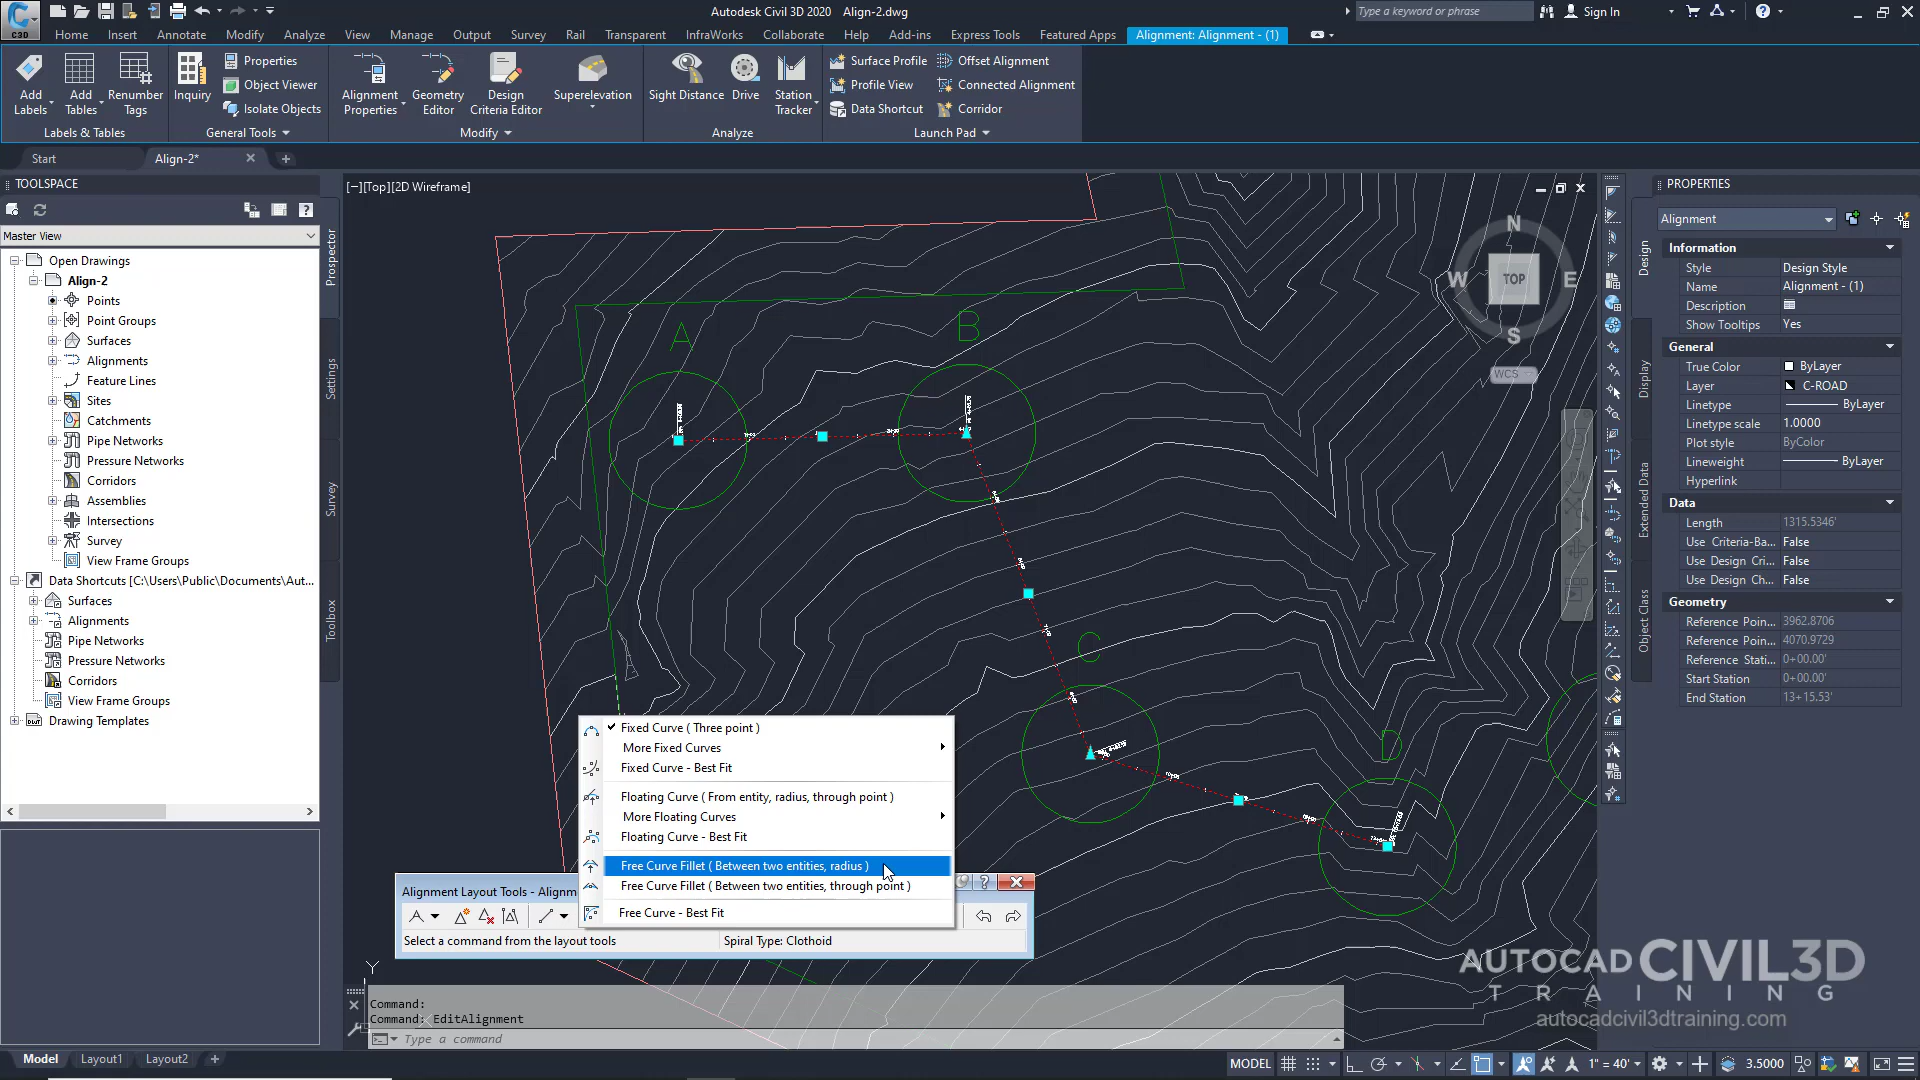 C3D
Autodesk Civil 3D 2020 Align-2.dwg
Type a keyword or phrase
Sign In
Home Insert Annotate Modify Analyze View Manage Output Survey Rail Transparent InfraWorks Collaborate Help Add-ins Express Tools Featured Apps Alignment: Alignment - (1)
Add Labels
Add Tables
Renumber Tags
Labels & Tables
Inquiry
Properties
Object Viewer
Isolate Objects
General Tools
Alignment Properties
Geometry Editor
Design Criteria Editor
Superelevation
Modify
Sight Distance
Drive
Station Tracker
Analyze
Surface Profile
Profile View
Data Shortcut
Offset Alignment
Connected Alignment
Corridor
Launch Pad
Start
Align-2*
TOOLSPACE
Master View
Open Drawings
Align-2
Points
Point Groups
Surfaces
Alignments
Feature Lines
Sites
Catchments
Pipe Networks
Pressure Networks
Corridors
Assemblies
Intersections
Survey
View Frame Groups
Data Shortcuts [C:\Users\Public\Documents\Aut...
Surfaces
Alignments
Pipe Networks
Pressure Networks
Corridors
View Frame Groups
Drawing Templates
Prospector
Settings
Survey
Toolbox
[−][Top][2D Wireframe]
A
B
C
D
N
W
TOP
E
S
WCS
Fixed Curve ( Three point )
More Fixed Curves
Fixed Curve - Best Fit
Floating Curve ( From entity, radius, through point )
More Floating Curves
Floating Curve - Best Fit
Free Curve Fillet ( Between two entities, radius )
Free Curve Fillet ( Between two entities, through point )
Free Curve - Best Fit
Alignment Layout Tools - Alignm
Select a command from the layout tools
Spiral Type: Clothoid
Y
Command:
Command: EditAlignment
Type a command
Model Layout1 Layout2
MODEL
1" = 40'
3.5000
PROPERTIES
Alignment
Design
Display
Extended Data
Object Class
Information
Style Design Style
Name Alignment - (1)
Description
Show Tooltips Yes
General
True Color ByLayer
Layer C-ROAD
Linetype ByLayer
Linetype scale 1.0000
Plot style ByColor
Lineweight ByLayer
Hyperlink
Data
Length 1315.5346'
Use Criteria-Ba... False
Use Design Cri... False
Use Design Ch... False
Geometry
Reference Poin... 3962.8706
Reference Poin... 4070.9729
Reference Stati... 0+00.00'
Start Station 0+00.00'
End Station 13+15.53'
AUTOCAD CIVIL3D
TRAINING
autocadcivil3dtraining.com